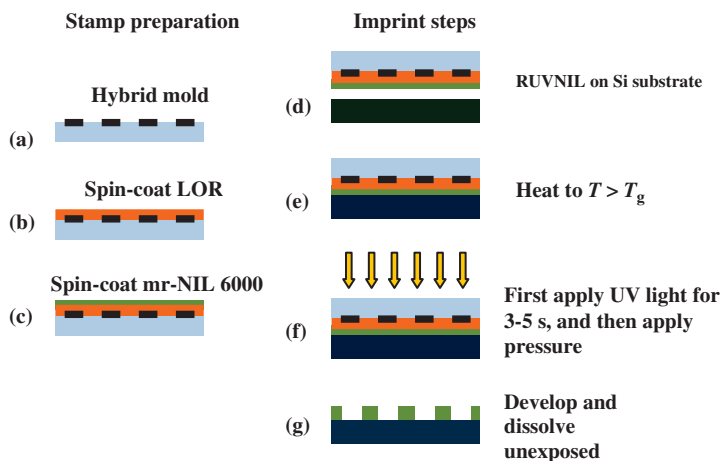 Stamp preparation
Imprint steps
Hybrid mold
(a)
Spin-coat LOR
(b)
Spin-coat mr-NIL 6000
(c)
(d)
RUVNIL on Si substrate
(e)
Heat to T > Tg
(f)
First apply UV light for
3-5 s, and then apply
pressure
(g)
Develop and
dissolve
unexposed